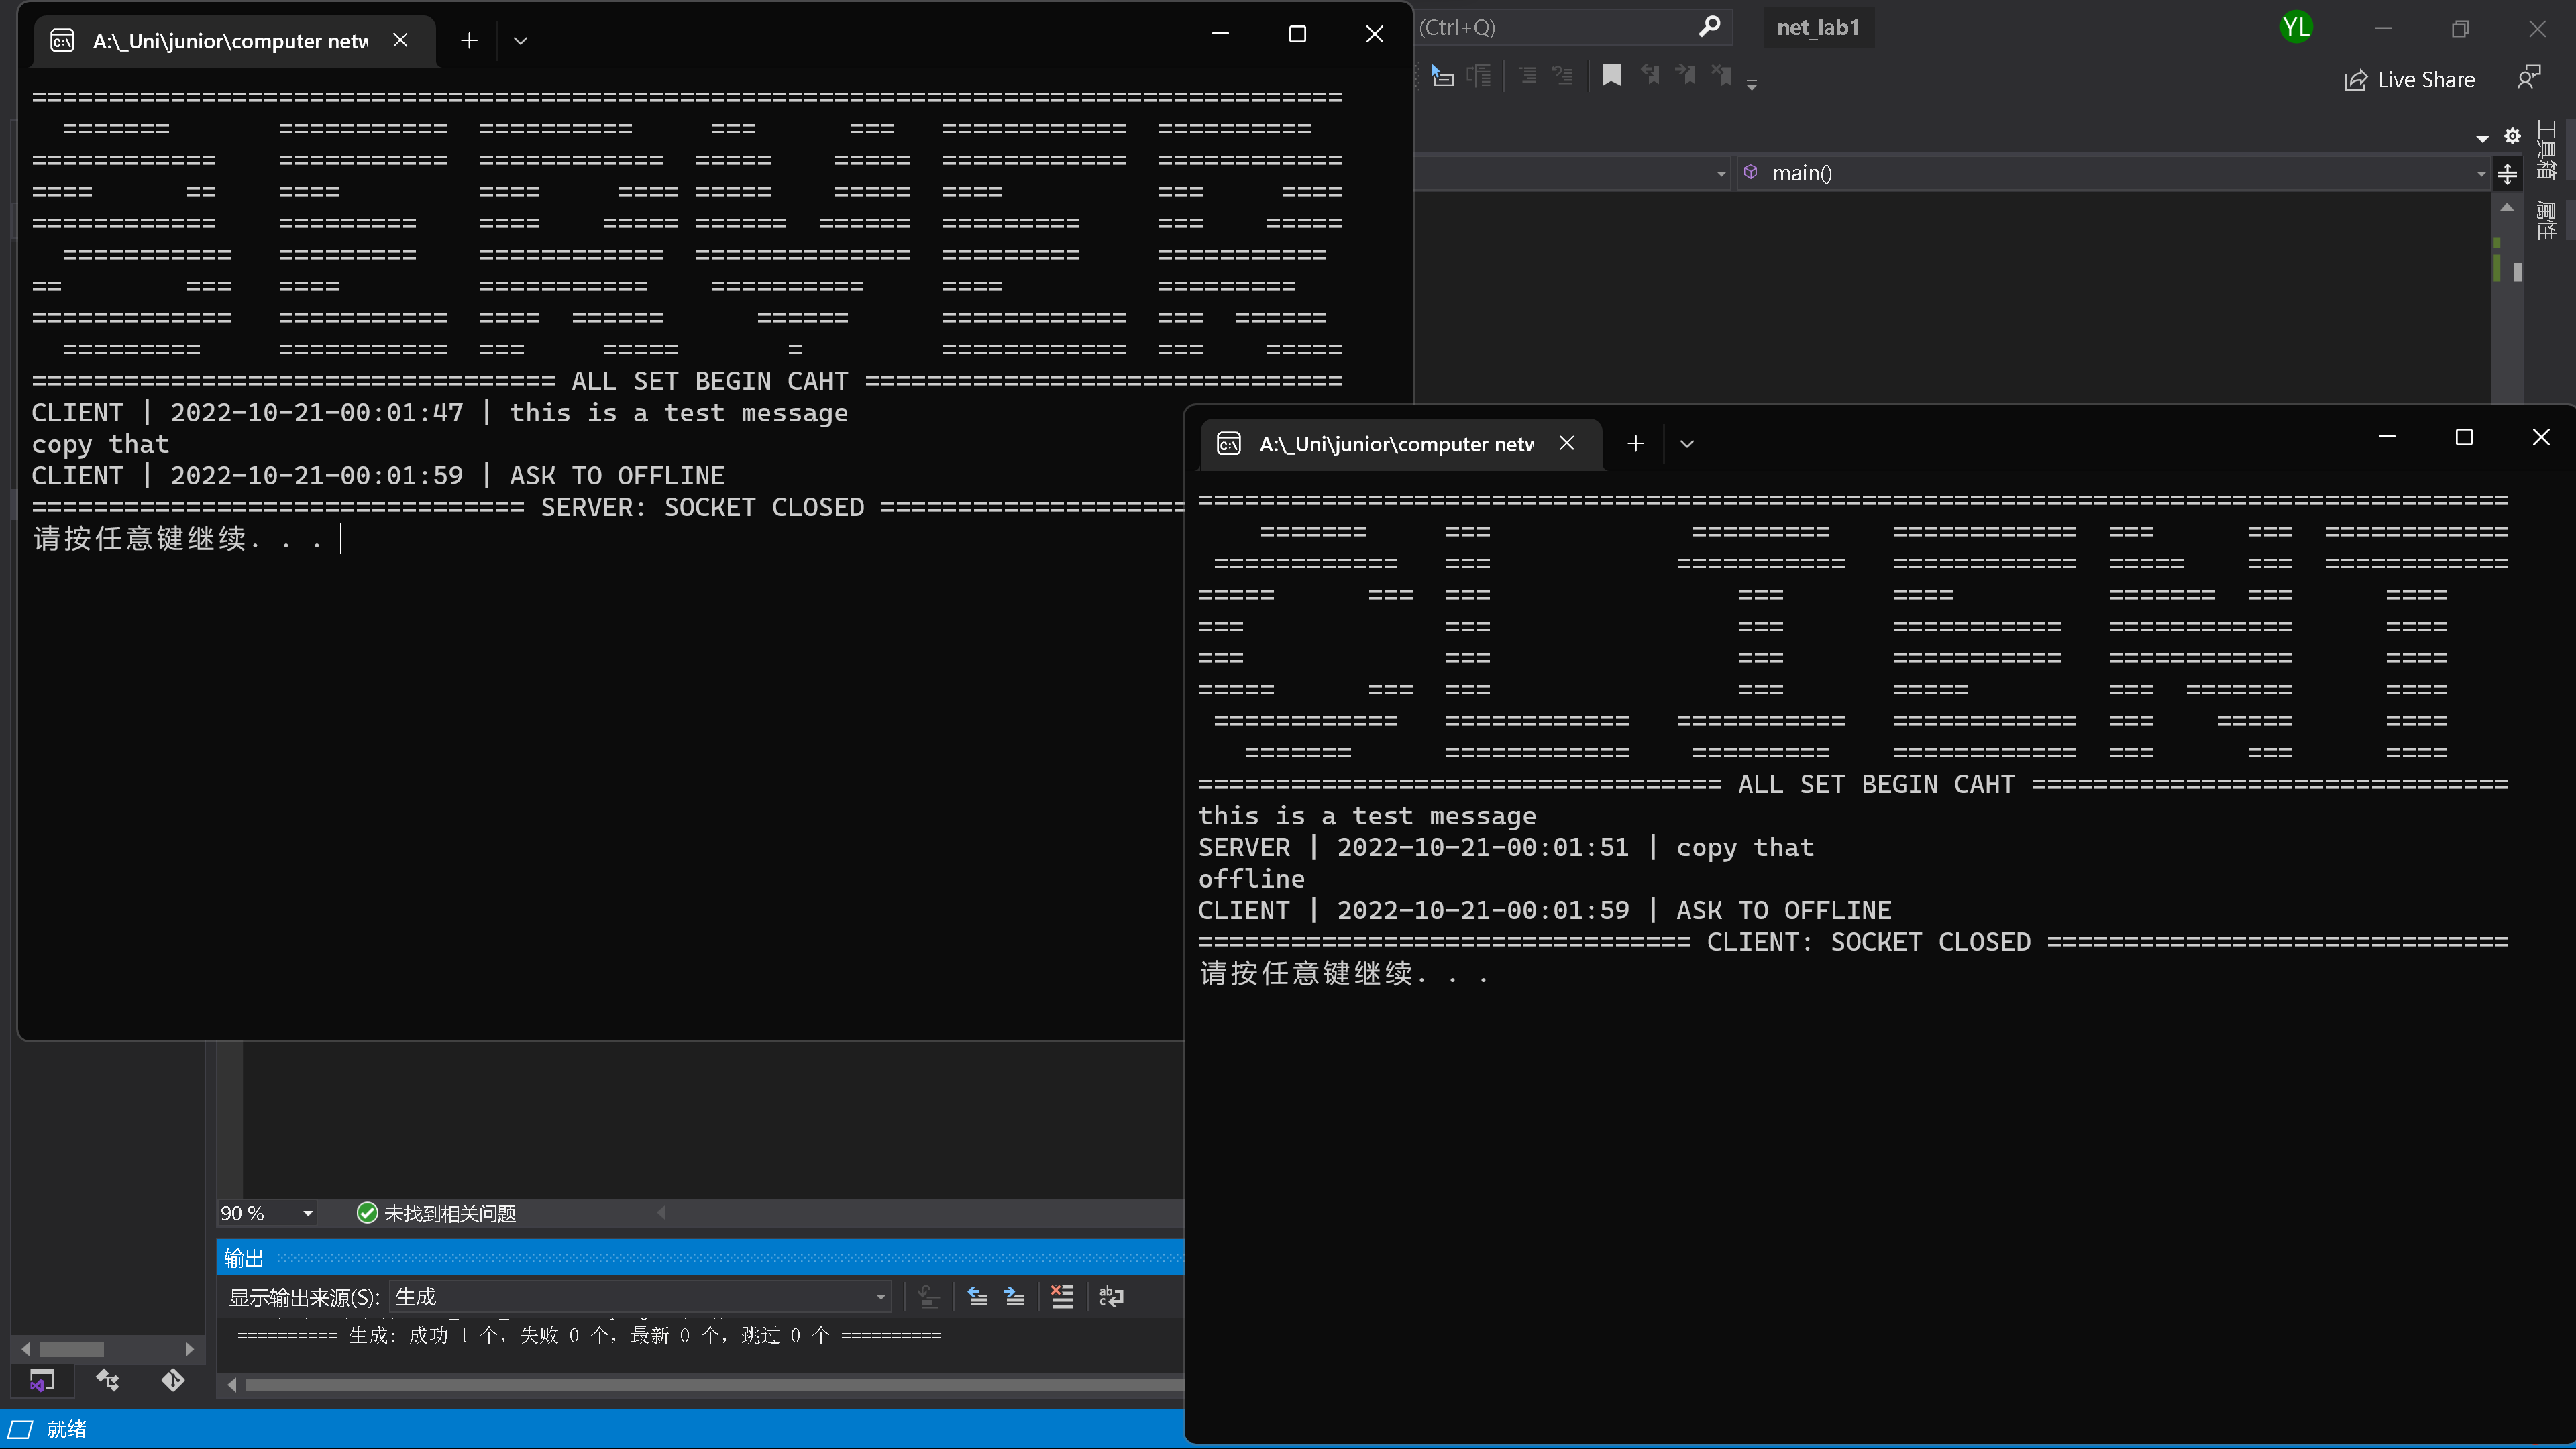 A:\_Uni\junior\computer netw
(Ctrl+Q)
net_lab1
YL
Live Share
main()
工具箱
属性
SERVER
============================== ALL SET BEGIN CAHT ===============================
CLIENT | 2022-10-21-00:01:47 | this is a test message
copy that
CLIENT | 2022-10-21-00:01:59 | ASK TO OFFLINE
================================ SERVER: SOCKET CLOSED ====================
请按任意键继续. . .
A:\_Uni\junior\computer netw
CLIENT
================================== ALL SET BEGIN CAHT ===============================
this is a test message
SERVER | 2022-10-21-00:01:51 | copy that
offline
CLIENT | 2022-10-21-00:01:59 | ASK TO OFFLINE
================================ CLIENT: SOCKET CLOSED ==============================
请按任意键继续. . .
90 %
未找到相关问题
输出
显示输出来源(S): 生成
========== 生成: 成功 1 个，失败 0 个，最新 0 个，跳过 0 个 ==========
就绪